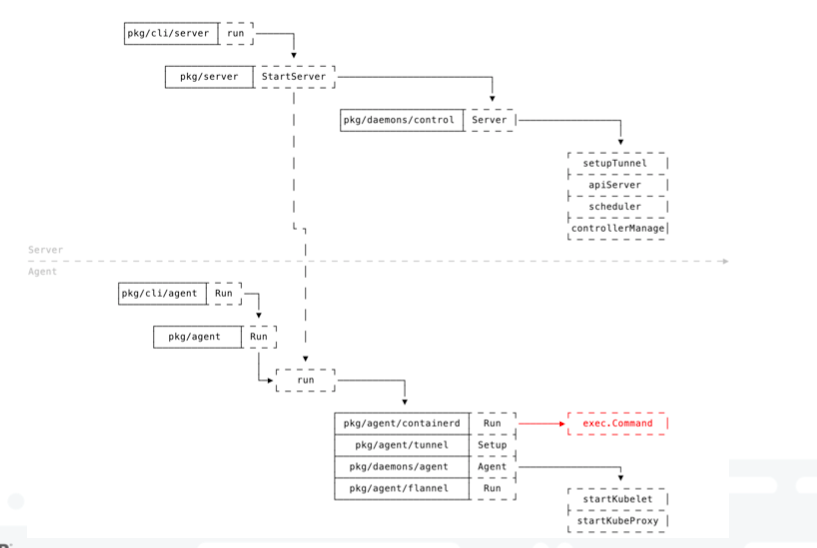 pkg/cli/server run
pkg/server StartServer
pkg/daemons/control Server
setupTunnel
apiServer
scheduler
controllerManage
Server
Agent
pkg/cli/agent Run
pkg/agent Run
run
pkg/agent/containerd Run exec.Command
pkg/agent/tunnel Setup
pkg/daemons/agent Agent
pkg/agent/flannel Run
startKubelet
startKubeProxy